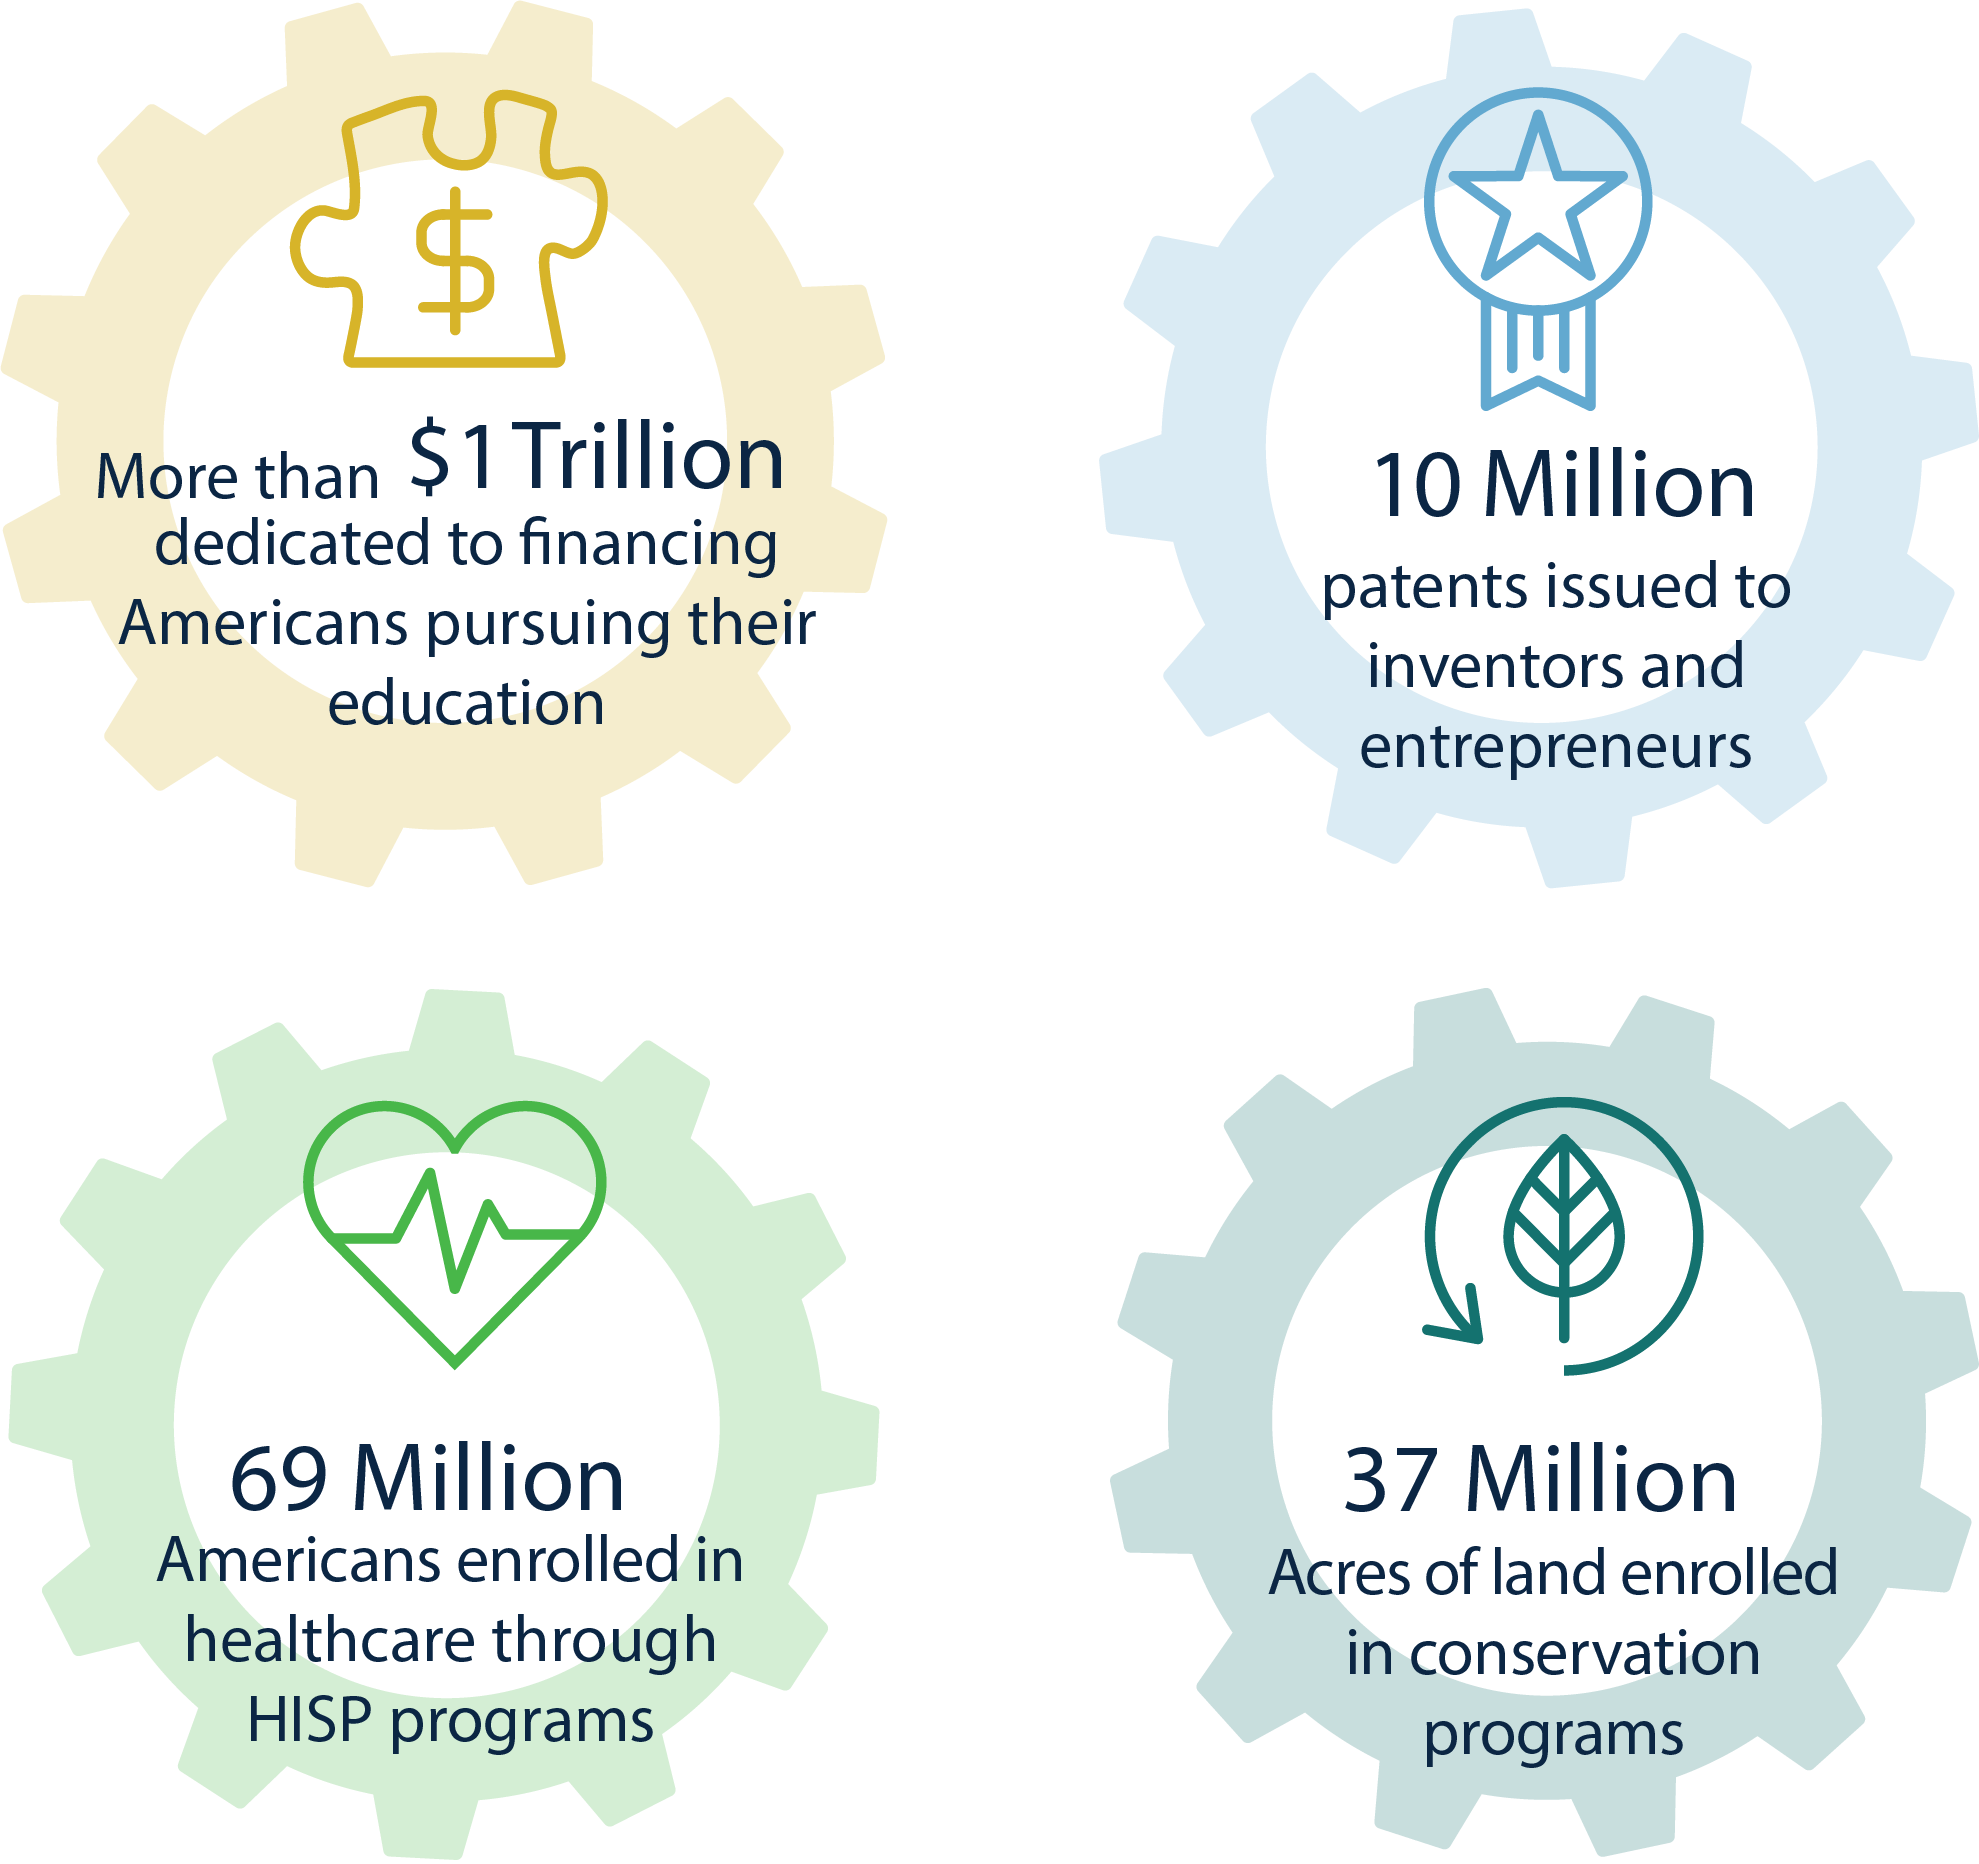 More than $1 Trillion
dedicated to financing
Americans pursuing their
education
10 Million
patents issued to
inventors and
entrepreneurs
69 Million
Americans enrolled in
healthcare through
HISP programs
37 Million
Acres of land enrolled
in conservation
programs